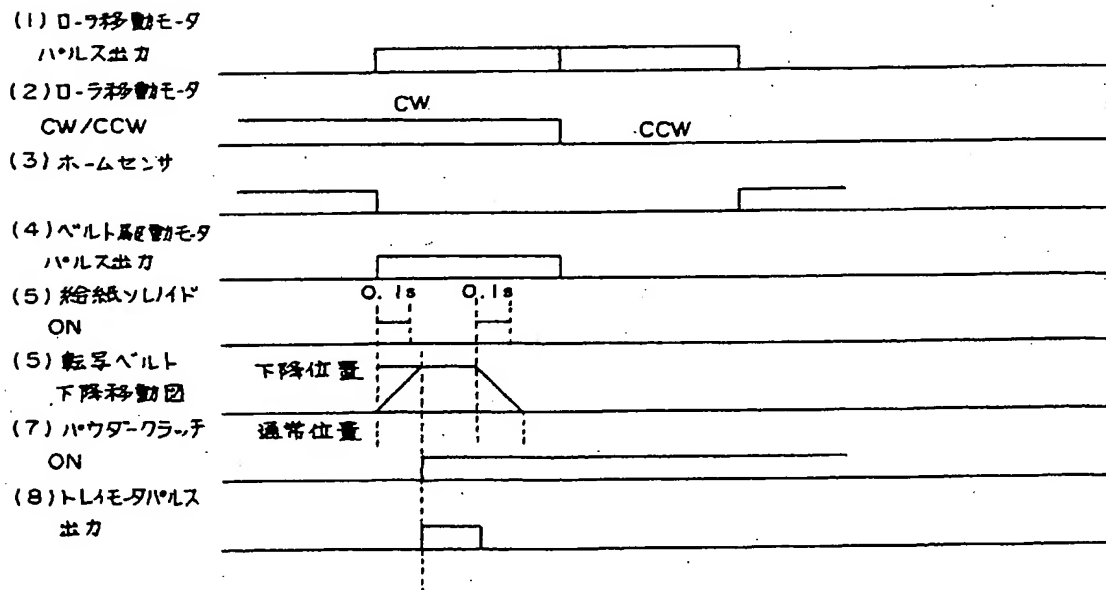 (1) ローラ移動モータ
パルス出力
(2) ローラ移動モータ
CW
CW/CCW
CCW
(3) ホームセンサ
(4) ベルト駆動モータ
パルス出力
(5) 給紙ソレノイド
0.1s 0.1s
ON
(5) 転写ベルト
下降位置
下降移動図
(7) パウダークラッチ
通常位置
ON
(8) トレイモータパルス
出力